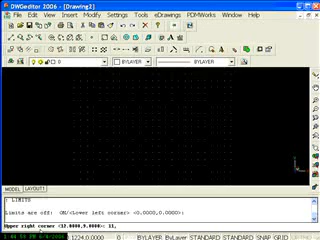 DWGeditor 2006 - [Drawing2]
File Edit View Insert Modify Settings Tools eDrawings PDMWorks Window Help
BYLAYER BYLAYER
MODEL LAYOUT1
: LIMITS
Limits are off: ON/<Lower left corner> <0.0000,0.0000>:
Upper right corner <12.0000,9.0000>: 11,
BYLAYER ByLayer STANDARD STANDARD SNAP GRID